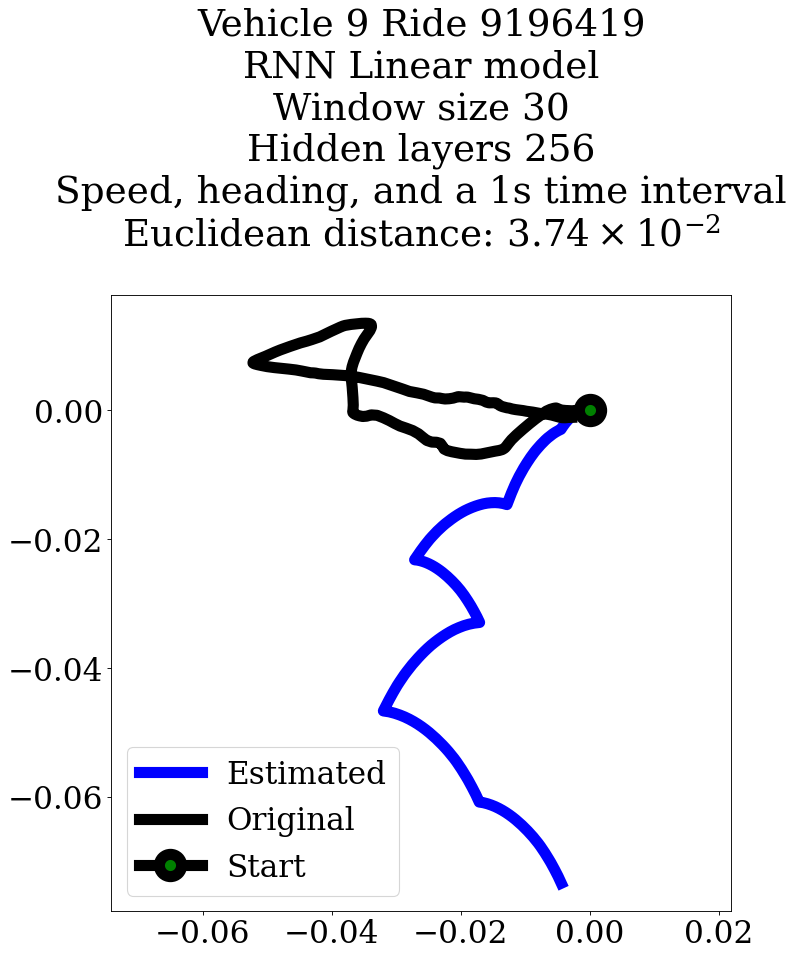 Vehicle 9 Ride 9196419
RNN Linear model
Window size 30
Hidden layers 256
Speed, heading, and a 1s time interval
Euclidean distance: 3.74 × 10⁻²
0.00
−0.02
−0.04
−0.06
Estimated
Original
Start
−0.06 −0.04 −0.02 0.00 0.02